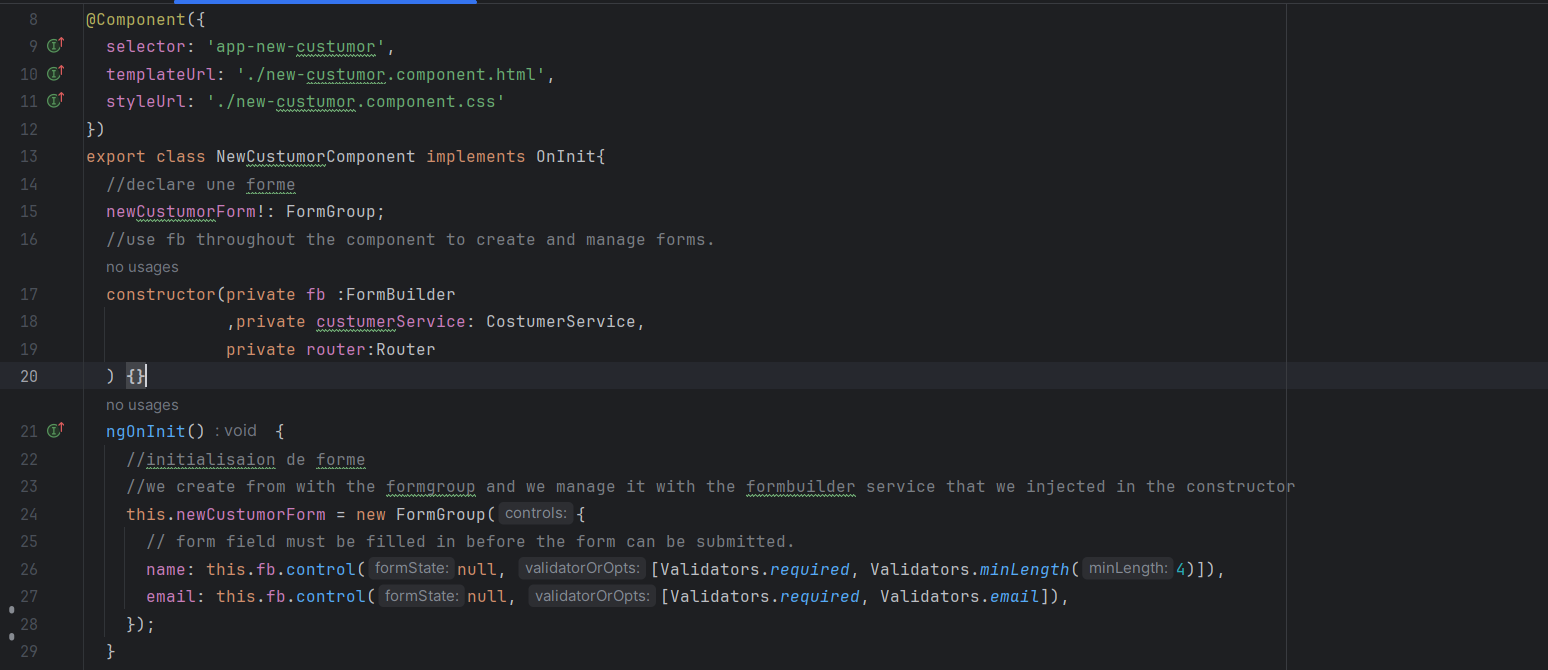 8 @Component({
9 selector: 'app-new-custumor',
10 templateUrl: './new-custumor.component.html',
11 styleUrl: './new-custumor.component.css'
12 })
13 export class NewCustumorComponent implements OnInit{
14 //declare une forme
15 newCustumorForm!: FormGroup;
16 //use fb throughout the component to create and manage forms.
no usages
17 constructor(private fb :FormBuilder
18 ,private custumerService: CostumerService,
19 private router:Router
20 ) {}
no usages
21 ngOnInit() : void {
22 //initialisaion de forme
23 //we create from with the formgroup and we manage it with the formbuilder service that we injected in the constructor
24 this.newCustumorForm = new FormGroup( controls: {
25 // form field must be filled in before the form can be submitted.
26 name: this.fb.control( formState: null, validatorOrOpts: [Validators.required, Validators.minLength( minLength: 4)]),
27 email: this.fb.control( formState: null, validatorOrOpts: [Validators.required, Validators.email]),
28 });
29 }